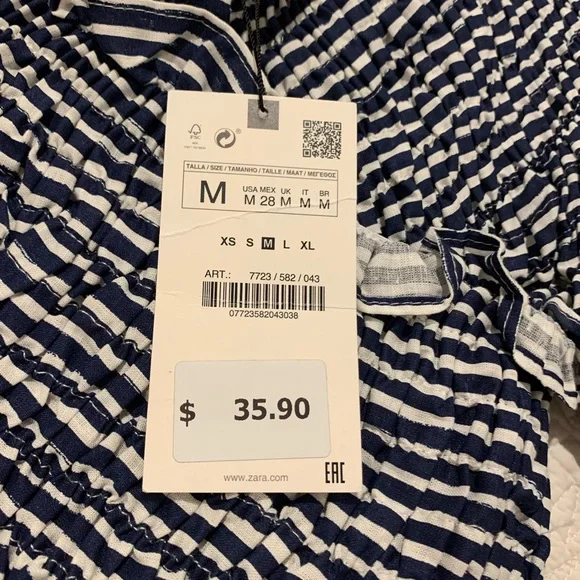 FSC
TALLA / SIZE / TAMANHO / TAILLE / MAAT / ΜΕΓΕΘΟΣ
M
USA MEX UK IT BR
M 28 M M M
XS S M L XL
ART.: 7723 / 582 / 043
07723582043038
$ 35.90
www.zara.com
EAC